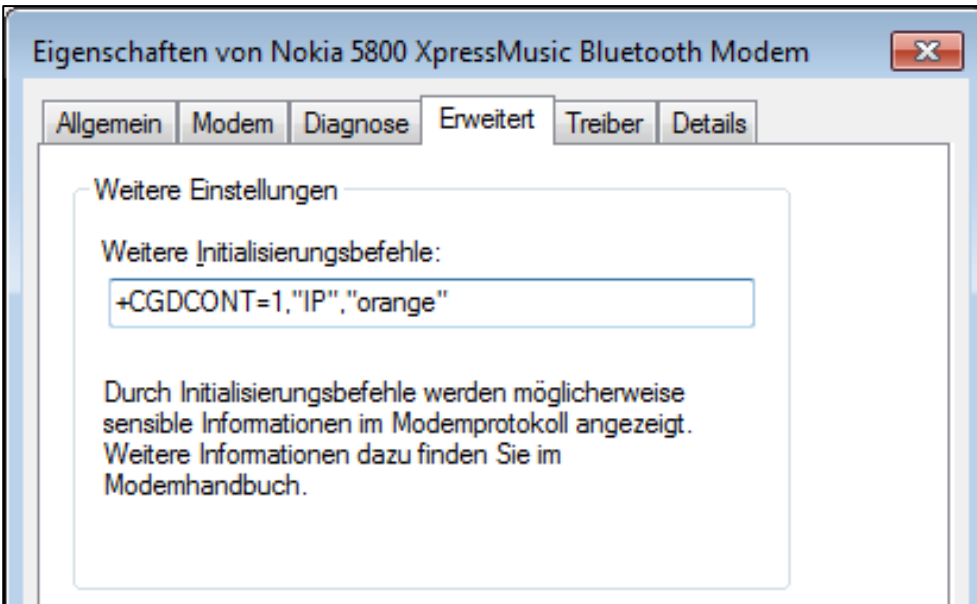 Eigenschaften von Nokia 5800 XpressMusic Bluetooth Modem
Allgemein Modem Diagnose Erweitert Treiber Details
Weitere Einstellungen
Weitere Initialisierungsbefehle:
+CGDCONT=1,"IP","orange"
Durch Initialisierungsbefehle werden möglicherweise
sensible Informationen im Modemprotokoll angezeigt.
Weitere Informationen dazu finden Sie im
Modemhandbuch.